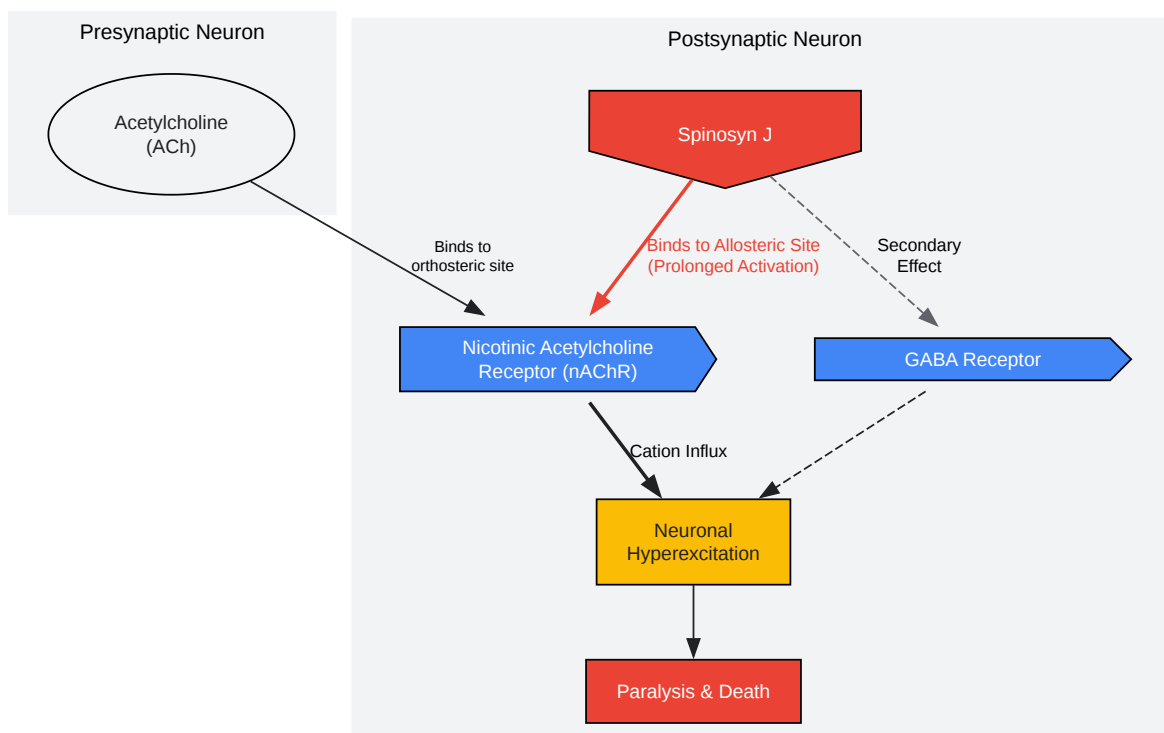 Presynaptic Neuron
Postsynaptic Neuron
Acetylcholine
(ACh)
Spinosyn J
Binds to
orthosteric site
Binds to Allosteric Site
(Prolonged Activation)
Secondary
Effect
Nicotinic Acetylcholine
Receptor (nAChR)
GABA Receptor
Cation Influx
Neuronal
Hyperexcitation
Paralysis & Death